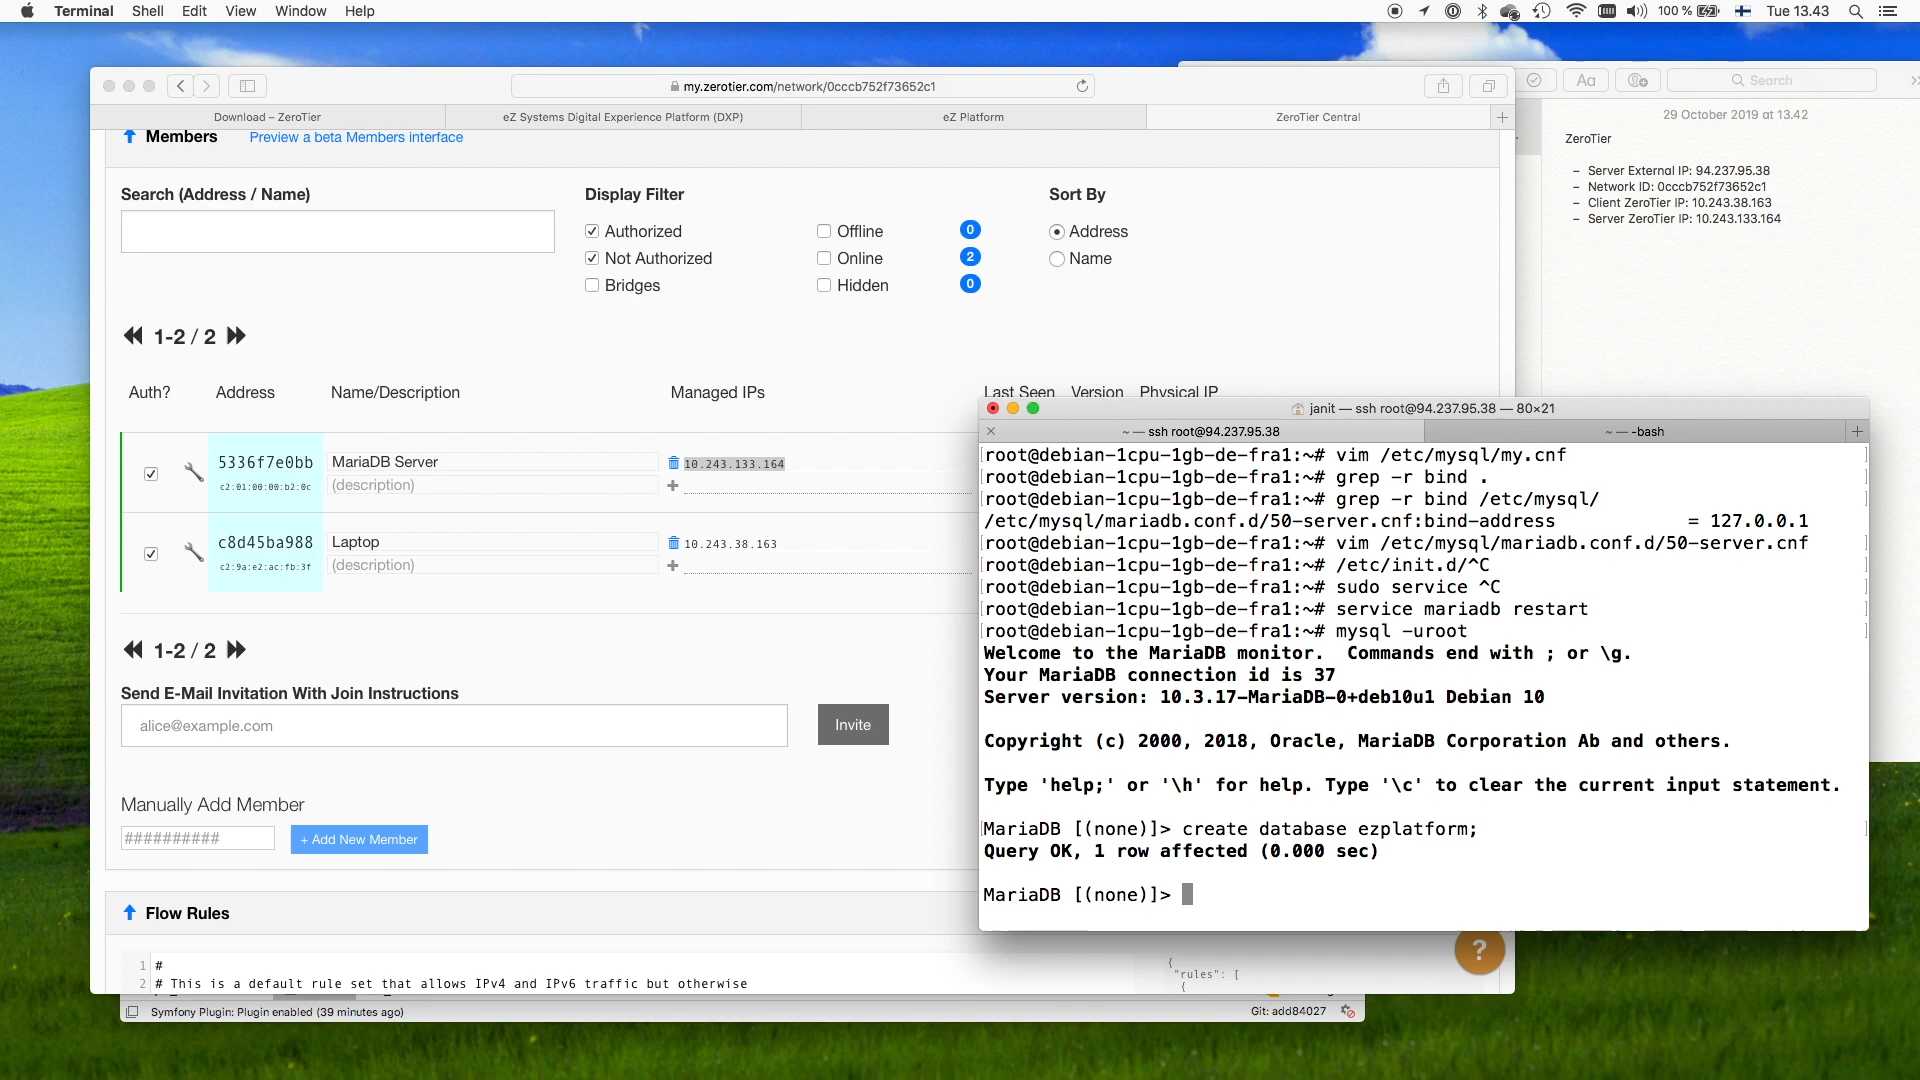 Terminal Shell Edit View Window Help
100 % Tue 13.43
my.zerotier.com/network/0cccb752f73652c1
Aa
Search
Download – ZeroTier
eZ Systems Digital Experience Platform (DXP)
eZ Platform
ZeroTier Central
29 October 2019 at 13.42
ZeroTier
– Server External IP: 94.237.95.38
– Network ID: 0cccb752f73652c1
– Client ZeroTier IP: 10.243.38.163
– Server ZeroTier IP: 10.243.133.164
Members Preview a beta Members interface
Search (Address / Name)
Display Filter
Sort By
Authorized
Offline 0
Address
Not Authorized
Online 2
Name
Bridges
Hidden 0
1-2 / 2
Auth? Address Name/Description Managed IPs Last Seen Version Physical IP
5336f7e0bb MariaDB Server 10.243.133.164
c2:01:00:00:b2:0c (description)
c8d45ba988 Laptop 10.243.38.163
c2:9a:e2:ac:fb:3f (description)
1-2 / 2
Send E-Mail Invitation With Join Instructions
alice@example.com Invite
Manually Add Member
########## + Add New Member
Flow Rules
1 #
2 # This is a default rule set that allows IPv4 and IPv6 traffic but otherwise
{
"rules": [
{
Symfony Plugin: Plugin enabled (39 minutes ago)
Git: add84027
?
janit — ssh root@94.237.95.38 — 80×21
~ — ssh root@94.237.95.38
~ — -bash
root@debian-1cpu-1gb-de-fra1:~# vim /etc/mysql/my.cnf
root@debian-1cpu-1gb-de-fra1:~# grep -r bind .
root@debian-1cpu-1gb-de-fra1:~# grep -r bind /etc/mysql/
/etc/mysql/mariadb.conf.d/50-server.cnf:bind-address = 127.0.0.1
root@debian-1cpu-1gb-de-fra1:~# vim /etc/mysql/mariadb.conf.d/50-server.cnf
root@debian-1cpu-1gb-de-fra1:~# /etc/init.d/^C
root@debian-1cpu-1gb-de-fra1:~# sudo service ^C
root@debian-1cpu-1gb-de-fra1:~# service mariadb restart
root@debian-1cpu-1gb-de-fra1:~# mysql -uroot
Welcome to the MariaDB monitor.  Commands end with ; or \g.
Your MariaDB connection id is 37
Server version: 10.3.17-MariaDB-0+deb10u1 Debian 10
Copyright (c) 2000, 2018, Oracle, MariaDB Corporation Ab and others.
Type 'help;' or '\h' for help. Type '\c' to clear the current input statement.
MariaDB [(none)]> create database ezplatform;
Query OK, 1 row affected (0.000 sec)
MariaDB [(none)]>